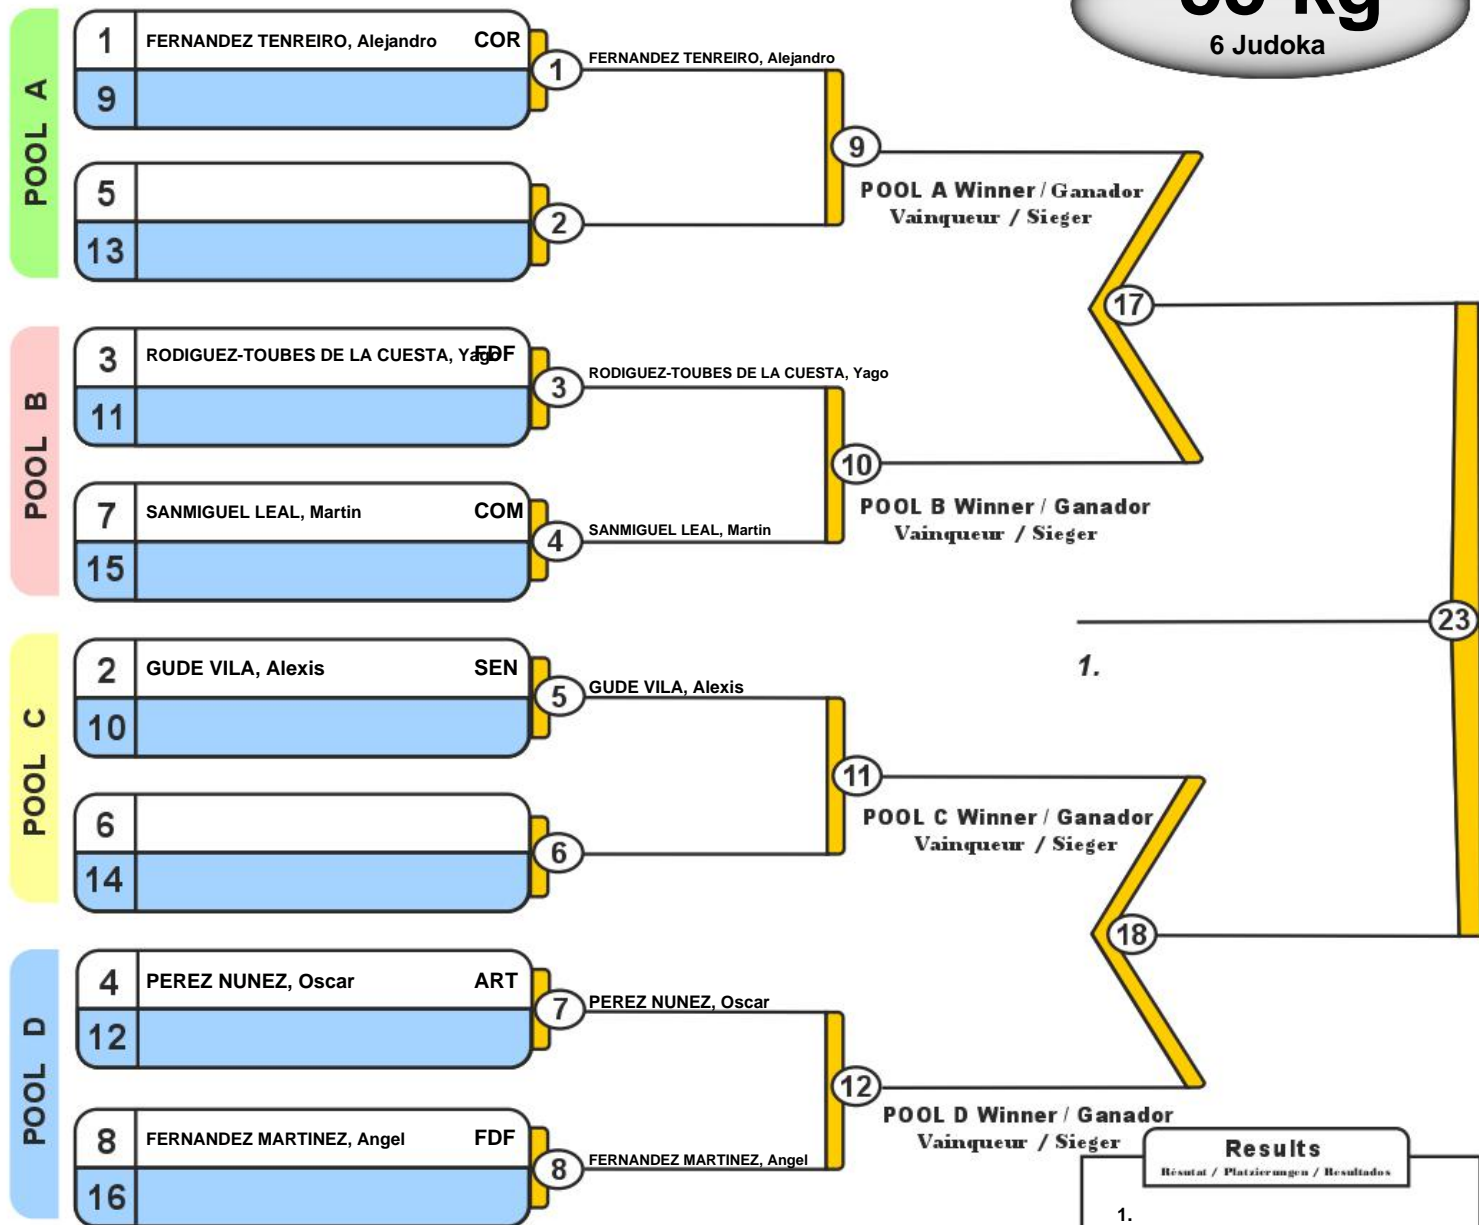 kg
6 Judoka
POOL A
1 FERNANDEZ TENREIRO, Alejandro COR
9
1 FERNANDEZ TENREIRO, Alejandro
5
13
2
9
POOL A Winner / Ganador
Vainqueur / Sieger
17
POOL B
3 RODIGUEZ-TOUBES DE LA CUESTA, Yago FDF
11
3 RODIGUEZ-TOUBES DE LA CUESTA, Yago
7 SANMIGUEL LEAL, Martin COM
15
4 SANMIGUEL LEAL, Martin
10
POOL B Winner / Ganador
Vainqueur / Sieger
23
1.
POOL C
2 GUDE VILA, Alexis SEN
10
5 GUDE VILA, Alexis
6
14
6
11
POOL C Winner / Ganador
Vainqueur / Sieger
18
POOL D
4 PEREZ NUNEZ, Oscar ART
12
7 PEREZ NUNEZ, Oscar
8 FERNANDEZ MARTINEZ, Angel FDF
16
8 FERNANDEZ MARTINEZ, Angel
12
POOL D Winner / Ganador
Vainqueur / Sieger
Results
Résutat / Platzierungen / Resultados
1.